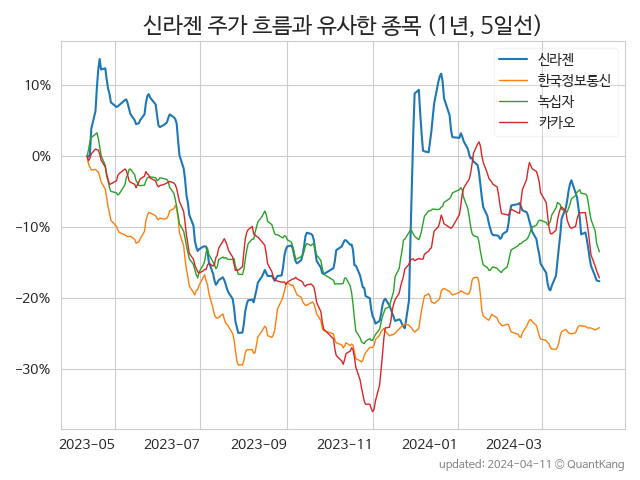 신라젠 주가 흐름과 유사한 종목 (1년, 5일선)
신라젠
한국정보통신
녹십자
카카오
10%
0%
−10%
−20%
−30%
2023-05
2023-07
2023-09
2023-11
2024-01
2024-03
updated: 2024-04-11 © QuantKang